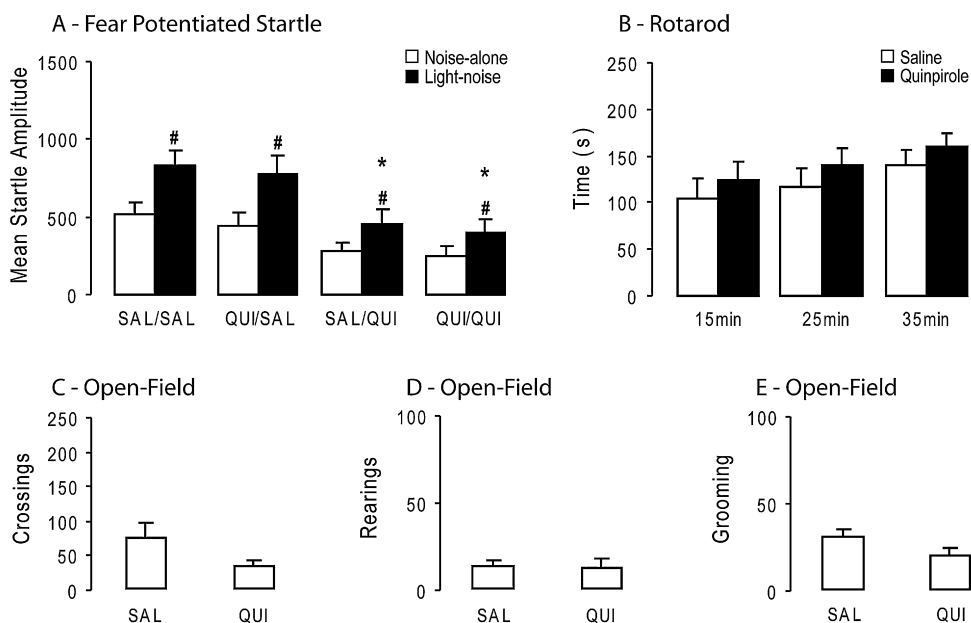 A - Fear Potentiated Startle
Noise-alone
Light-noise
Mean Startle Amplitude
1500
1000
500
0
#
#
*
#
*
#
SAL/SAL QUI/SAL SAL/QUI QUI/QUI
B - Rotarod
Saline
Quinpirole
Time (s)
250
200
150
100
50
0
15min 25min 35min
C - Open-Field
Crossings
250
200
150
100
50
0
SAL QUI
D - Open-Field
Rearings
100
50
0
SAL QUI
E - Open-Field
Grooming
100
50
0
SAL QUI